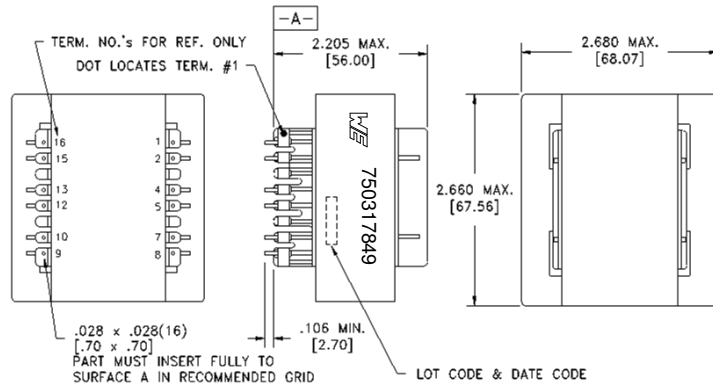 -A-
TERM. NO.'s FOR REF. ONLY
DOT LOCATES TERM. #1
2.205 MAX.
[56.00]
2.680 MAX.
[68.07]
16
15
13
12
10
9
1
2
4
5
7
8
WE
750317849
2.660 MAX.
[67.56]
.028 x .028(16)
[.70 x .70]
PART MUST INSERT FULLY TO
SURFACE A IN RECOMMENDED GRID
.106 MIN.
[2.70]
LOT CODE & DATE CODE